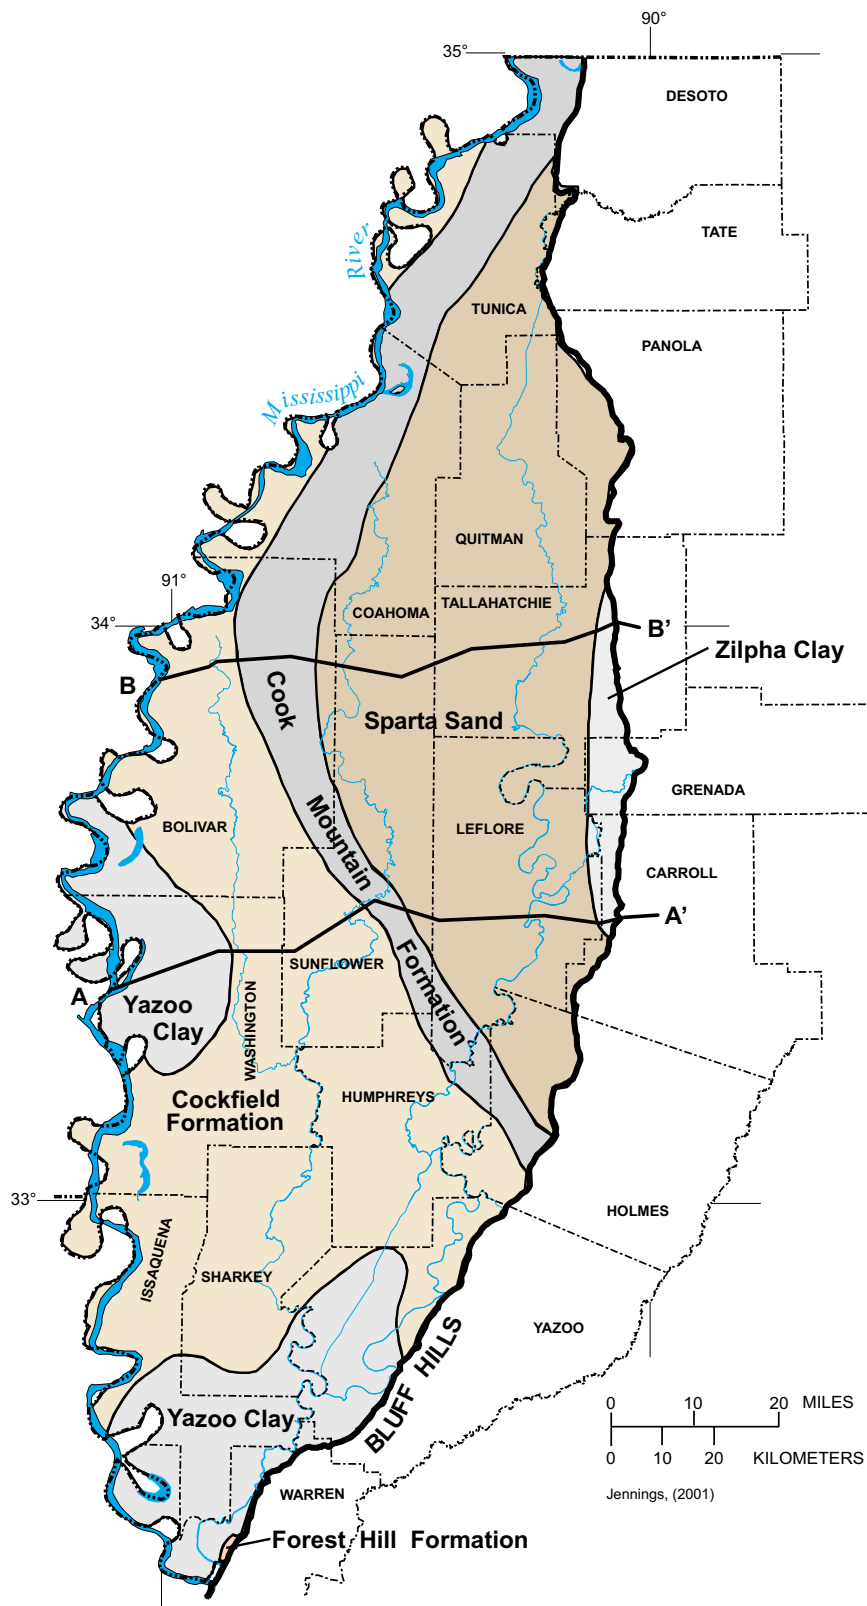 90°
35°
DESOTO
TATE
River
TUNICA
PANOLA
Mississippi
QUITMAN
91°
COAHOMA
TALLAHATCHIE
34°
B'
Zilpha Clay
B
Cook
Sparta Sand
GRENADA
BOLIVAR
Mountain
LEFLORE
CARROLL
A'
Formation
SUNFLOWER
A
Yazoo
Clay
WASHINGTON
Cockfield
Formation
HUMPHREYS
33°
HOLMES
ISSAQUENA
SHARKEY
YAZOO
BLUFF HILLS
Yazoo Clay
0 10 20 MILES
0 10 20 KILOMETERS
WARREN
Jennings, (2001)
Forest Hill Formation